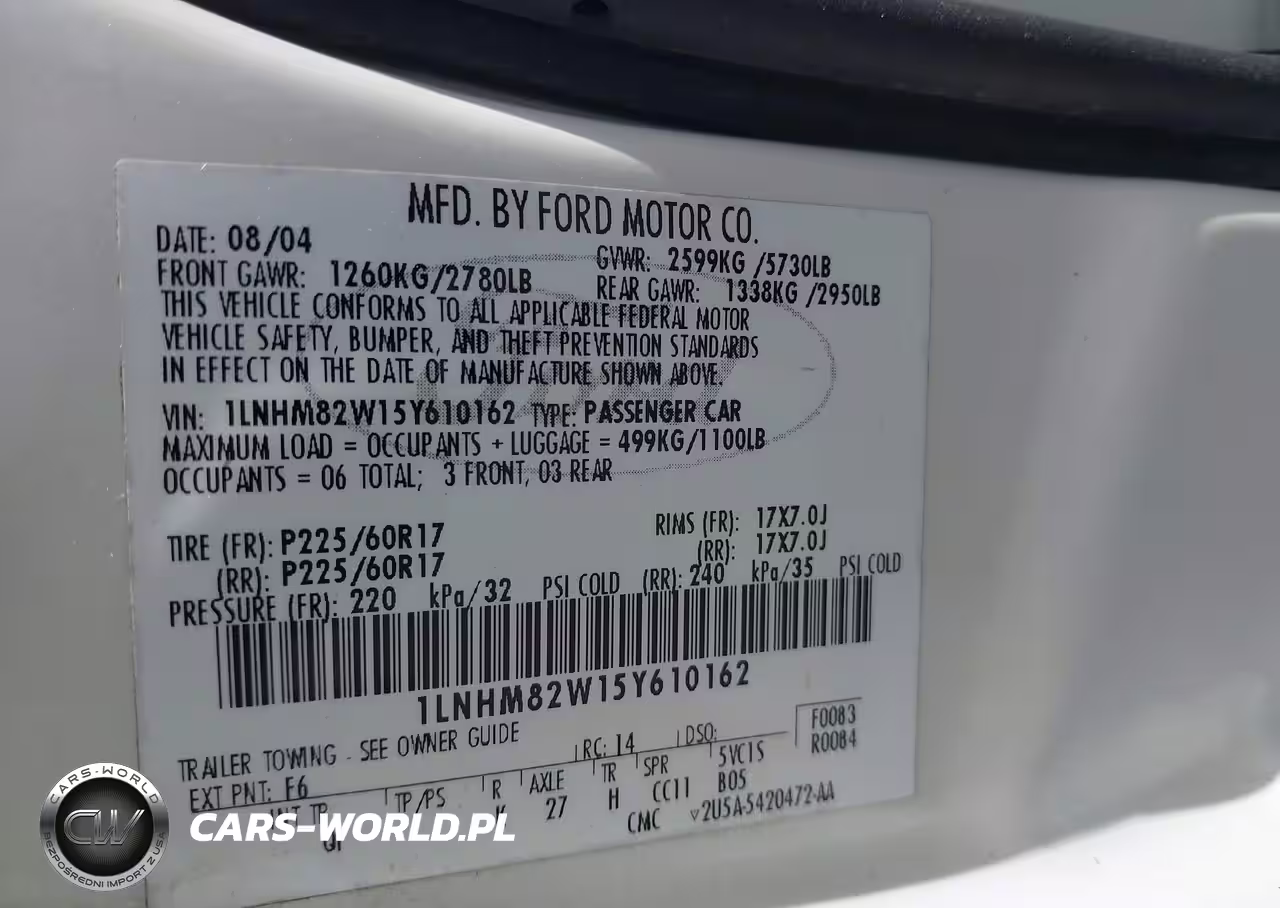 MFD. BY FORD MOTOR CO.
DATE: 08/04
GVWR: 2599KG /5730LB
FRONT GAWR: 1260KG/2780LB
REAR GAWR: 1338KG /2950LB
THIS VEHICLE CONFORMS TO ALL APPLICABLE FEDERAL MOTOR
VEHICLE SAFETY, BUMPER, AND THEFT PREVENTION STANDARDS
IN EFFECT ON THE DATE OF MANUFACTURE SHOWN ABOVE.
VIN: 1LNHM82W15Y610162 TYPE: PASSENGER CAR
MAXIMUM LOAD = OCCUPANTS + LUGGAGE = 499KG/1100LB
OCCUPANTS = 06 TOTAL; 3 FRONT, 03 REAR
TIRE (FR): P225/60R17
RIMS (FR): 17X7.0J
(RR): P225/60R17
(RR): 17X7.0J
PRESSURE (FR): 220 kPa/32 PSI COLD (RR): 240 kPa/35 PSI COLD
1LNHM82W15Y610162
TRAILER TOWING - SEE OWNER GUIDE
F0083
R0084
EXT PNT: F6
RC: 14
DSO:
TP/PS
R
AXLE
TR
SPR
5VC1S
27
H
CC11
B05
CMC
▽2U5A-5420472-AA
CARS-WORLD
CW
BEZPOŚREDNI IMPORT Z USA
CARS-WORLD.PL